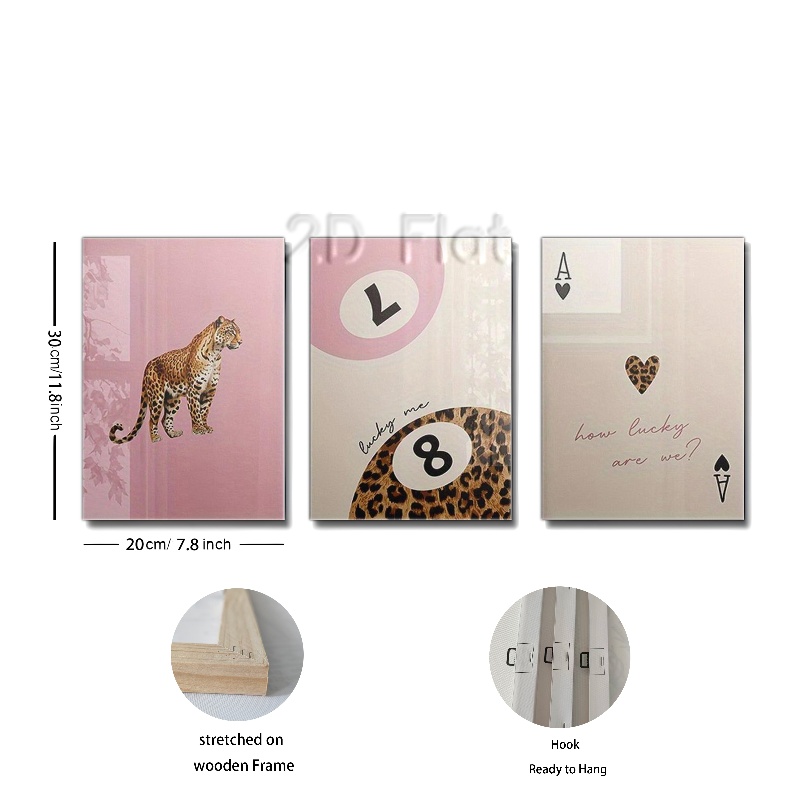 2D Flat
30cm/11.8inch
7
lucky me
8
A
how lucky
are we?
A
20cm/ 7.8 inch
stretched on
wooden Frame
Hook
Ready to Hang